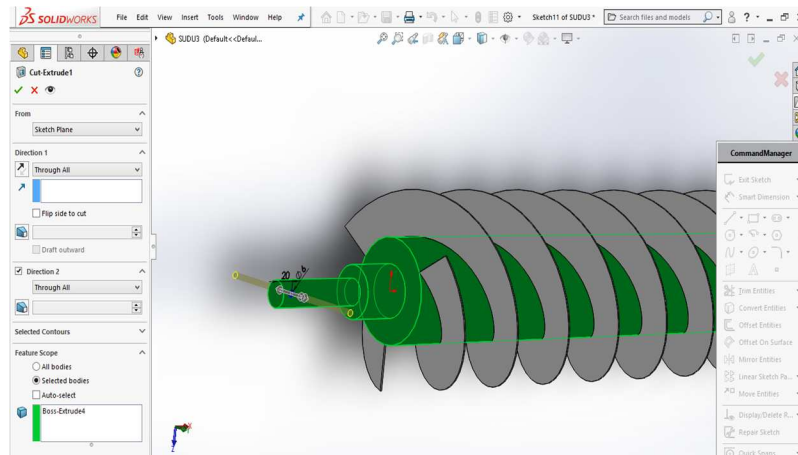 SOLIDWORKS File Edit View Insert Tools Window Help Sketch11 of SUDU3 * Search files and models
SUDU3 (Default<<Defaul...
Cut-Extrude1
From
Sketch Plane
Direction 1
Through All
Flip side to cut
Draft outward
Direction 2
Through All
Selected Contours
Feature Scope
All bodies
Selected bodies
Auto-select
Boss-Extrude4
20 Ø6
CommandManager
Exit Sketch
Smart Dimension
Trim Entities
Convert Entities
Offset Entities
Offset On Surface
Mirror Entities
Linear Sketch Pa...
Move Entities
Display/Delete R...
Repair Sketch
Quick Snaps